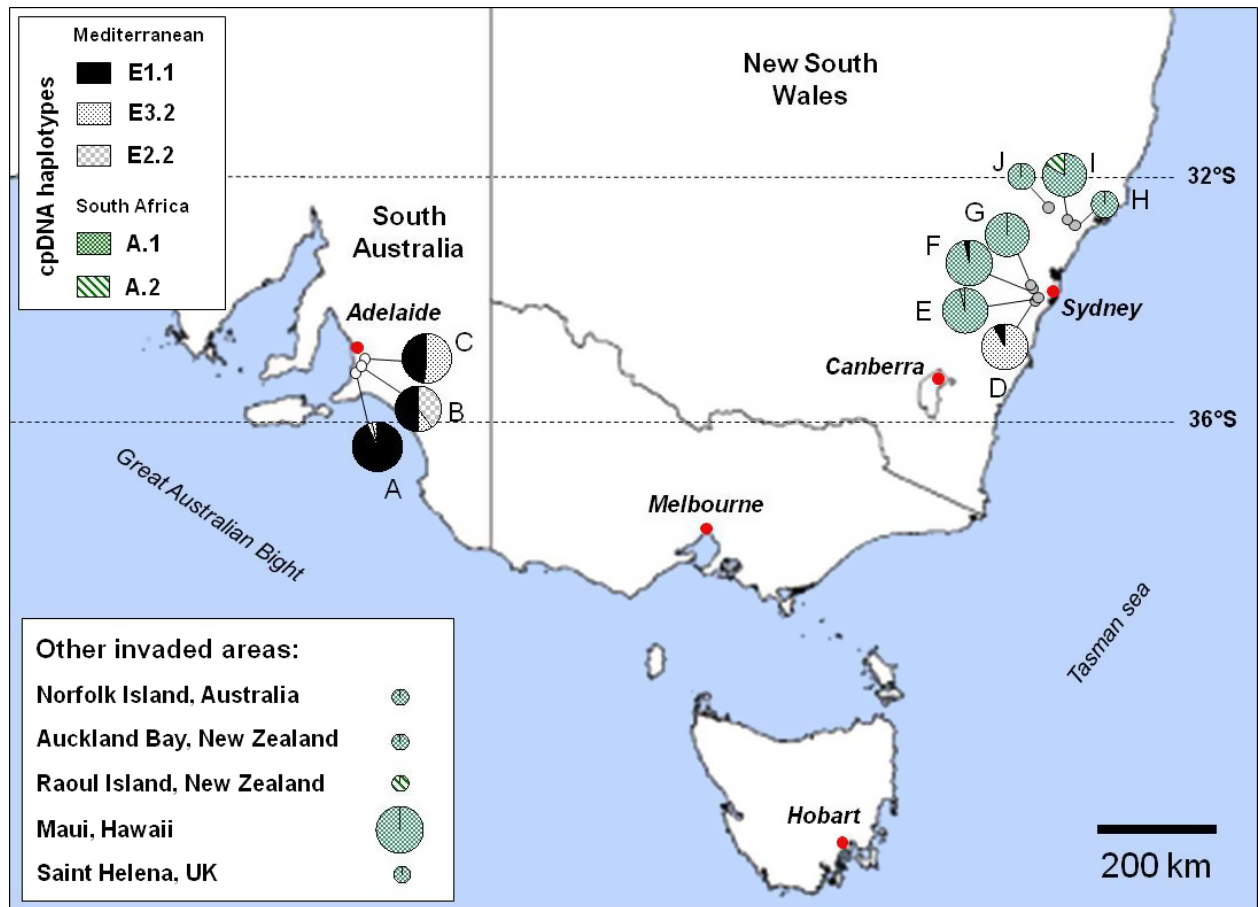 Mediterranean
cpDNA haplotypes
E1.1
E3.2
E2.2
South Africa
A.1
A.2
New South
Wales
32°S
J
I
H
G
F
E
D
Sydney
Canberra
South
Australia
Adelaide
C
B
A
36°S
Great Australian Bight
Melbourne
Tasman sea
Hobart
200 km
Other invaded areas:
Norfolk Island, Australia
Auckland Bay, New Zealand
Raoul Island, New Zealand
Maui, Hawaii
Saint Helena, UK